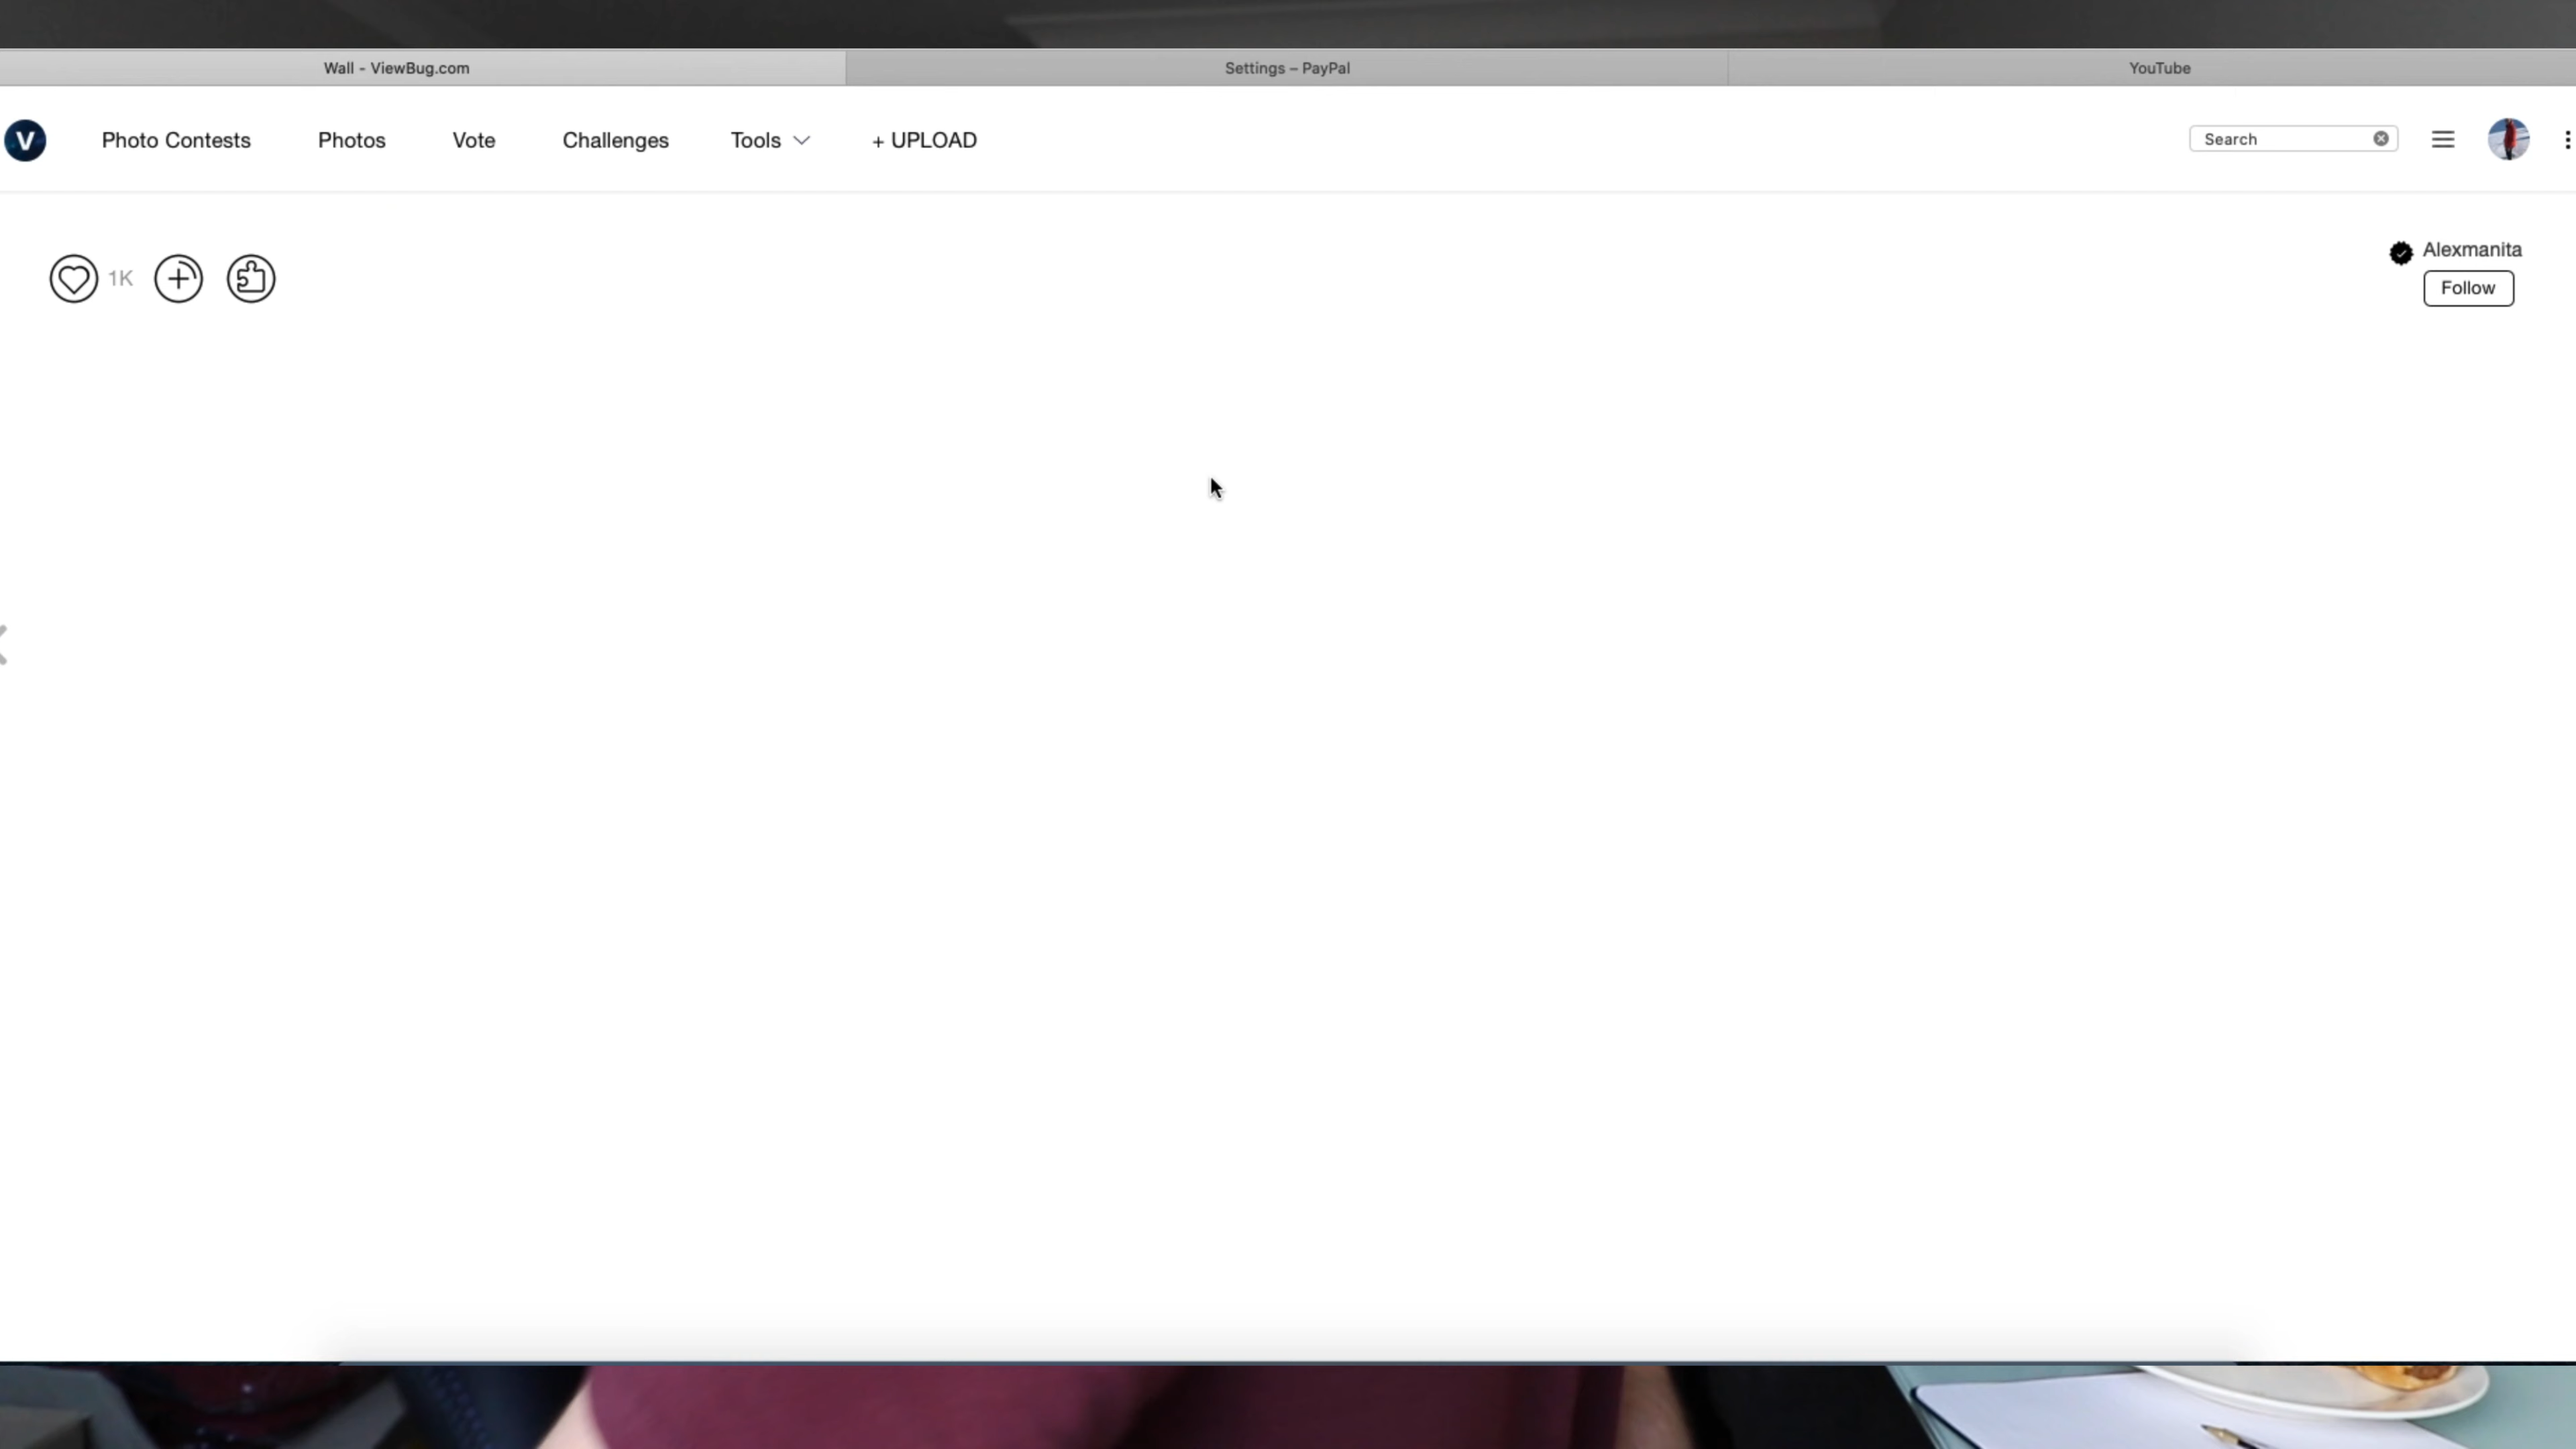 Wall - ViewBug.com
Settings – PayPal
YouTube
V
Photo Contests
Photos
Vote
Challenges
Tools
+ UPLOAD
Search
1K
Alexmanita
Follow